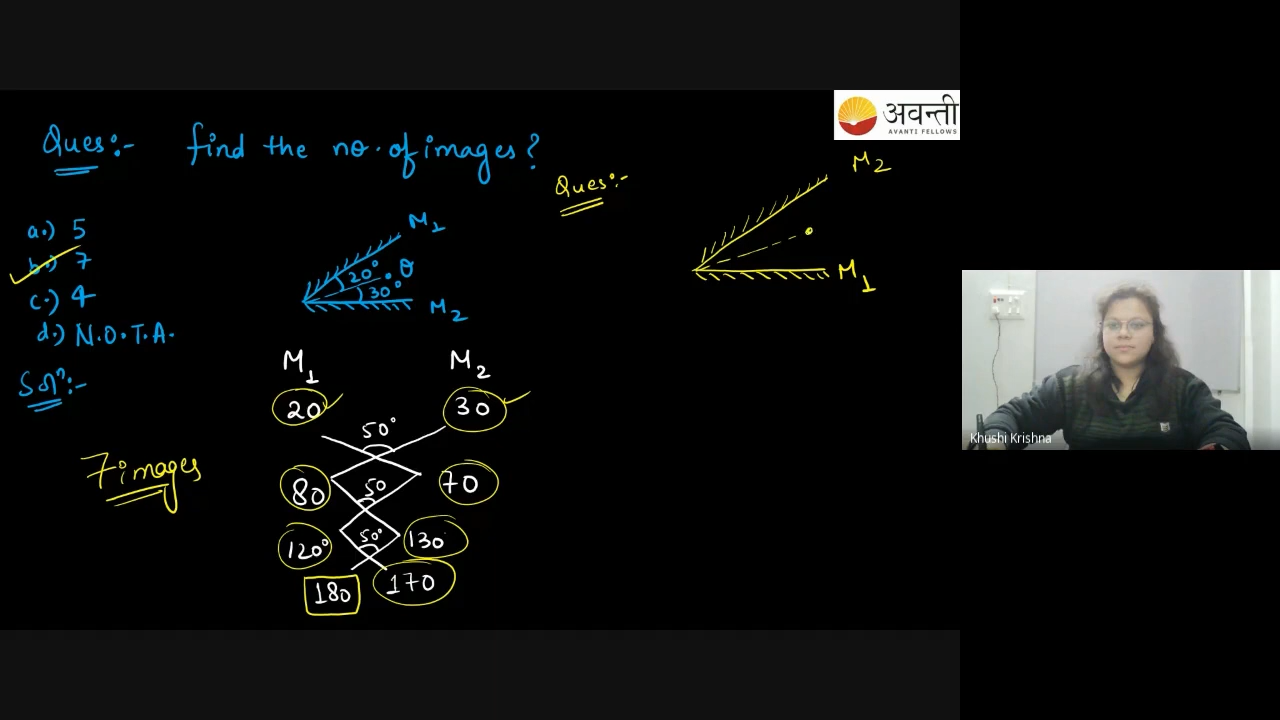 Ques:- find the no. of images?
a.) 5
b.) 7
c.) 4
d.) N.O.T.A.
Solⁿ:-
M2
20° θ
30°
M2
M1 M2
20 30
50°
80 50 70
120° 50° 130
180 170
7 images
Ques:-
M2
M1
अवन्ती
AVANTI FELLOWS
Khushi Krishna